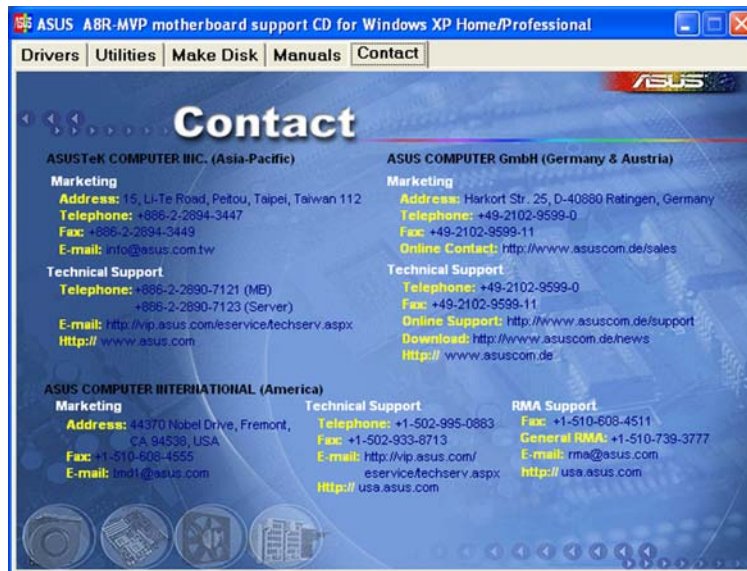 ASUS A8R-MVP motherboard support CD for Windows XP Home/Professional
Drivers Utilities Make Disk Manuals Contact
ASUS
Contact
ASUSTeK COMPUTER INC. (Asia-Pacific)
Marketing
Address: 15, Li-Te Road, Peitou, Taipei, Taiwan 112
Telephone: +886-2-2894-3447
Fax: +886-2-2894-3449
E-mail: info@asus.com.tw
Technical Support
Telephone: +886-2-2890-7121 (MB)
+886-2-2890-7123 (Server)
E-mail: http://vip.asus.com/eservice/techserv.aspx
Http:// www.asus.com
ASUS COMPUTER GmbH (Germany & Austria)
Marketing
Address: Harkort Str. 25, D-40880 Ratingen, Germany
Telephone: +49-2102-9599-0
Fax: +49-2102-9599-11
Online Contact: http://www.asuscom.de/sales
Technical Support
Telephone: +49-2102-9599-0
Fax: +49-2102-9599-11
Online Support: http://www.asuscom.de/support
Download: http://www.asuscom.de/news
Http:// www.asuscom.de
ASUS COMPUTER INTERNATIONAL (America)
Marketing
Address: 44370 Nobel Drive, Fremont,
CA 94538, USA
Fax: +1-510-608-4555
E-mail: tmd1@asus.com
Technical Support
Telephone: +1-502-995-0883
Fax: +1-502-933-8713
E-mail: http://vip.asus.com/
eservice/techserv.aspx
Http:// usa.asus.com
RMA Support
Fax: +1-510-608-4511
General RMA: +1-510-739-3777
E-mail: rma@asus.com
http:// usa.asus.com